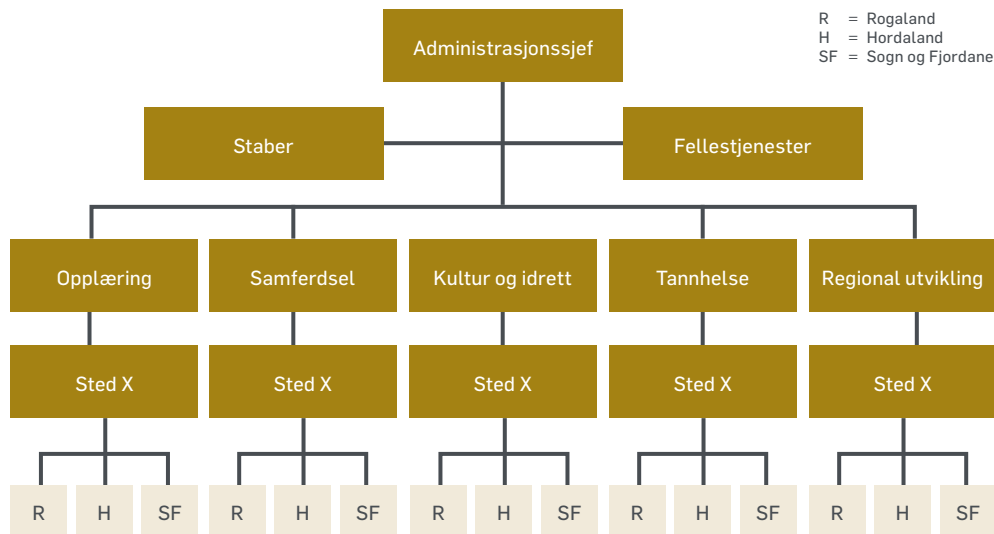 Administrasjonssjef
R = Rogaland
H = Hordaland
SF = Sogn og Fjordane
Staber
Fellestjenester
Opplæring
Samferdsel
Kultur og idrett
Tannhelse
Regional utvikling
Sted X
Sted X
Sted X
Sted X
Sted X
R H SF
R H SF
R H SF
R H SF
R H SF